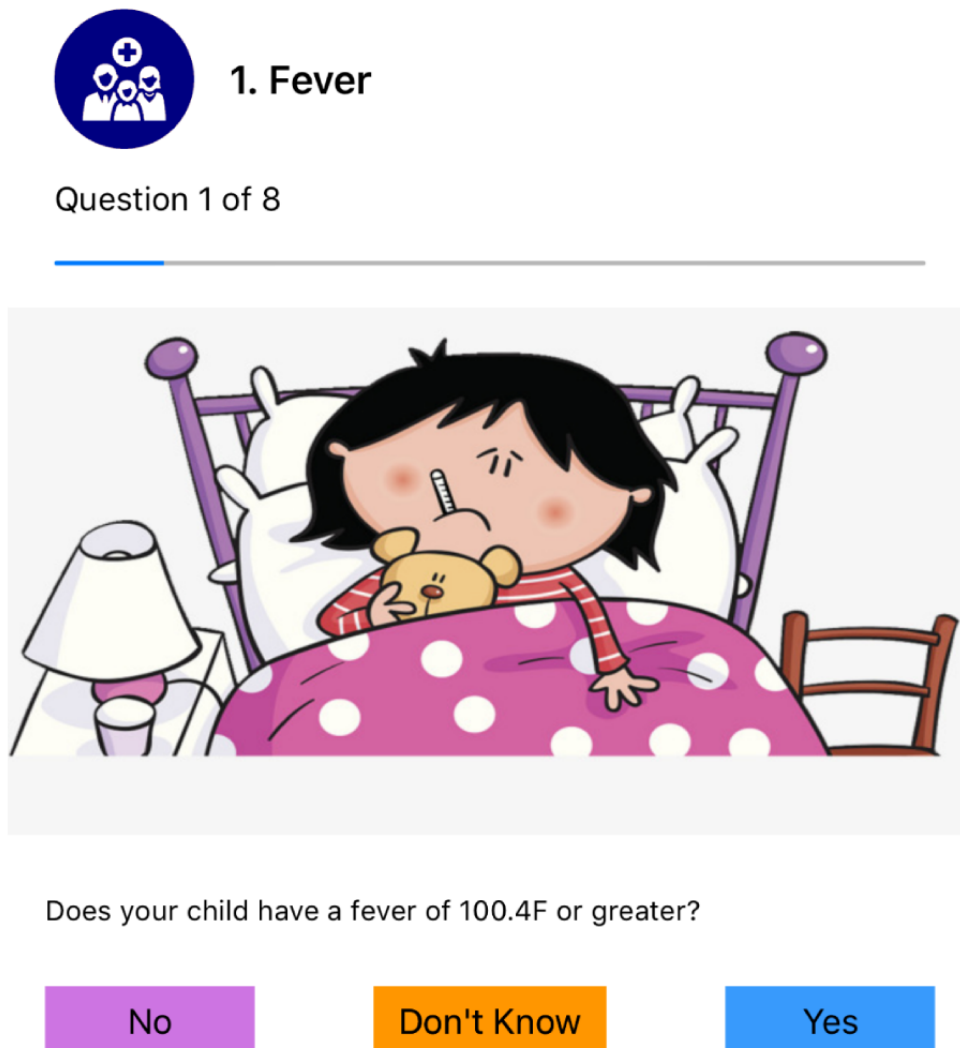 1. Fever
Question 1 of 8
Does your child have a fever of 100.4F or greater?
No
Don't Know
Yes